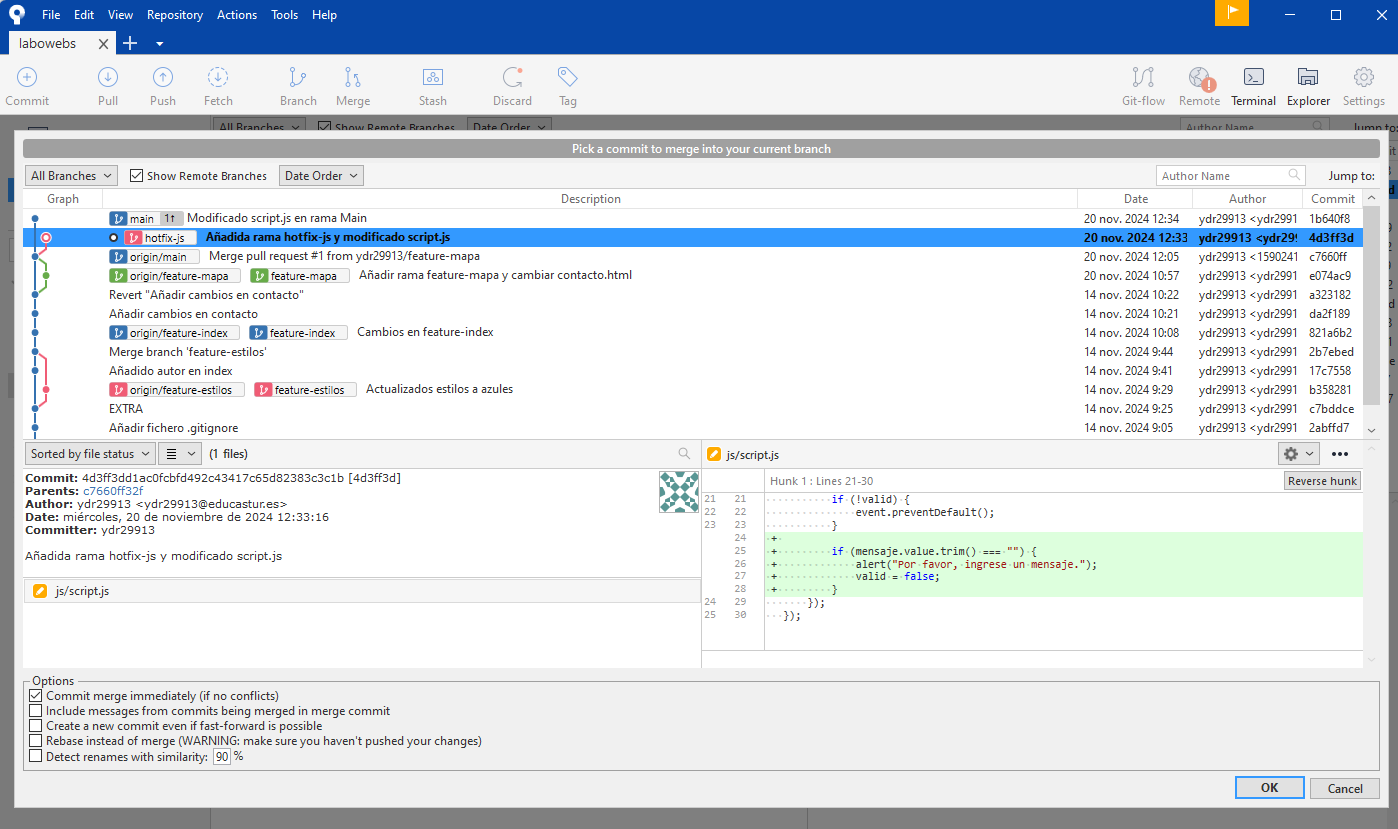 File Edit View Repository Actions Tools Help
labowebs
Commit Pull Push Fetch Branch Merge Stash Discard Tag Git-flow Remote Terminal Explorer Settings
All Branches Show Remote Branches Date Order Author Name Jump to:
Pick a commit to merge into your current branch
All Branches Show Remote Branches Date Order Author Name Jump to:
Graph Description Date Author Commit
main 1↑ Modificado script.js en rama Main 20 nov. 2024 12:34 ydr29913 <ydr2991 1b640f8
hotfix-js Añadida rama hotfix-js y modificado script.js 20 nov. 2024 12:33 ydr29913 <ydr299 4d3ff3d
origin/main Merge pull request #1 from ydr29913/feature-mapa 20 nov. 2024 12:05 ydr29913 <1590241 c7660ff
origin/feature-mapa feature-mapa Añadir rama feature-mapa y cambiar contacto.html 20 nov. 2024 10:57 ydr29913 <ydr2991 e074ac9
Revert "Añadir cambios en contacto" 14 nov. 2024 10:22 ydr29913 <ydr2991 a323182
Añadir cambios en contacto 14 nov. 2024 10:21 ydr29913 <ydr2991 da2f189
origin/feature-index feature-index Cambios en feature-index 14 nov. 2024 10:08 ydr29913 <ydr2991 821a6b2
Merge branch 'feature-estilos' 14 nov. 2024 9:44 ydr29913 <ydr2991 2b7ebed
Añadido autor en index 14 nov. 2024 9:41 ydr29913 <ydr2991 17c7558
origin/feature-estilos feature-estilos Actualizados estilos a azules 14 nov. 2024 9:29 ydr29913 <ydr2991 b358281
EXTRA 14 nov. 2024 9:25 ydr29913 <ydr2991 c7bddce
Añadir fichero .gitignore 14 nov. 2024 9:05 ydr29913 <ydr2991 2abffd7
Sorted by file status (1 files)
Commit: 4d3ff3dd1ac0fcbfd492c43417c65d82383c3c1b [4d3ff3d]
Parents: c7660ff32f
Author: ydr29913 <ydr29913@educastur.es>
Date: miércoles, 20 de noviembre de 2024 12:33:16
Committer: ydr29913
Añadida rama hotfix-js y modificado script.js
js/script.js
js/script.js
Hunk 1 : Lines 21-30 Reverse hunk
21 21 if (!valid) {
22 22 event.preventDefault();
23 23 }
24 +
25 + if (mensaje.value.trim() === "") {
26 + alert("Por favor, ingrese un mensaje.");
27 + valid = false;
28 + }
24 29 });
25 30 });
Options
Commit merge immediately (if no conflicts)
Include messages from commits being merged in merge commit
Create a new commit even if fast-forward is possible
Rebase instead of merge (WARNING: make sure you haven't pushed your changes)
Detect renames with similarity: 90 %
OK Cancel